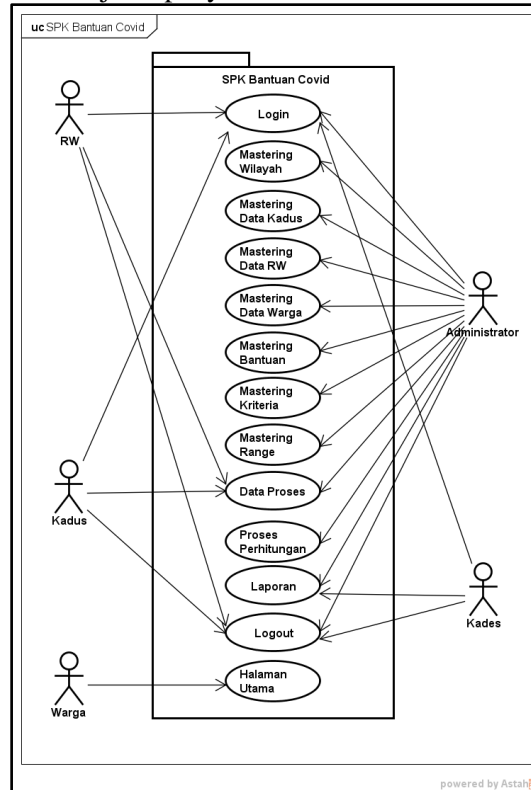 uc SPK Bantuan Covid
SPK Bantuan Covid
Login
RW
Mastering
Wilayah
Mastering
Data Kadus
Mastering
Data RW
Mastering
Data Warga
Administrator
Mastering
Bantuan
Mastering
Kriteria
Mastering
Range
Data Proses
Kadus
Proses
Perhitungan
Laporan
Kades
Logout
Halaman
Utama
Warga
powered by Astah